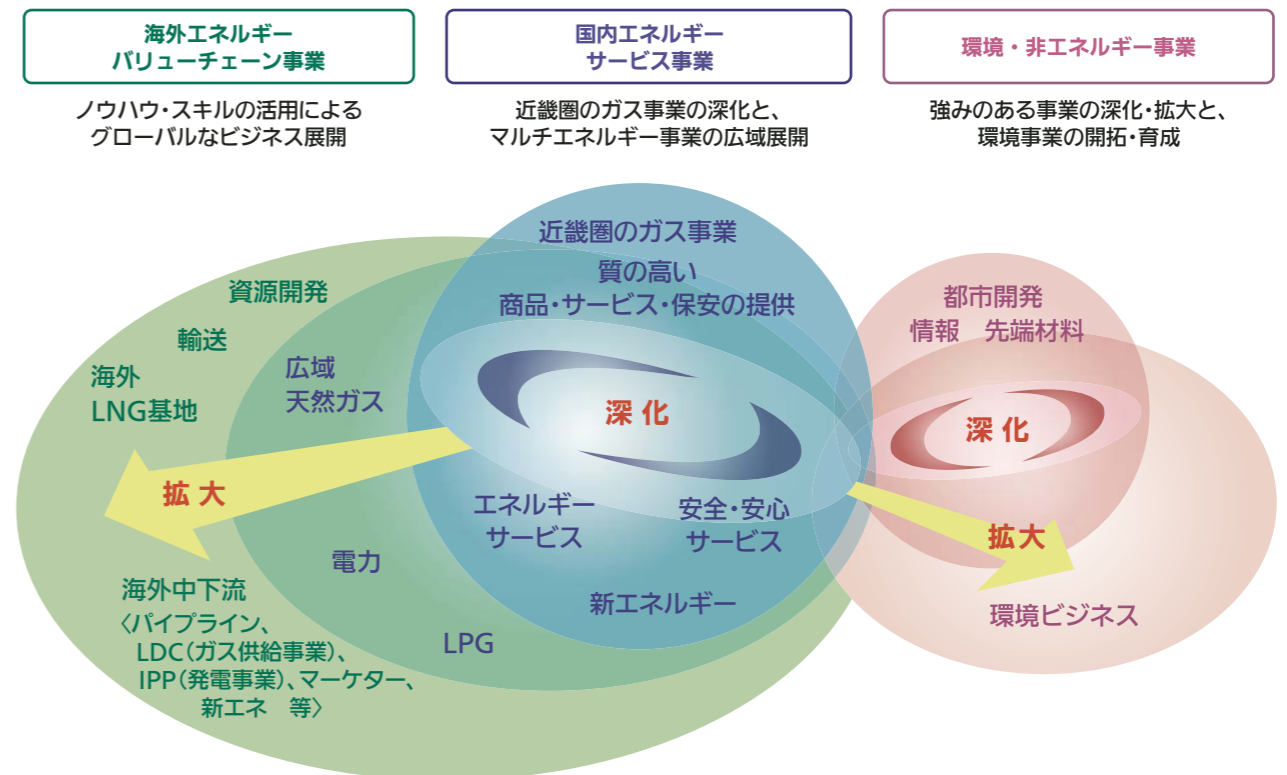 海外エネルギー
バリューチェーン事業
ノウハウ・スキルの活用による
グローバルなビジネス展開
国内エネルギー
サービス事業
近畿圏のガス事業の深化と、
マルチエネルギー事業の広域展開
環境・非エネルギー事業
強みのある事業の深化・拡大と、
環境事業の開拓・育成
資源開発
輸送
海外
LNG基地
拡大
海外中下流
〈パイプライン、
LDC(ガス供給事業)、
IPP(発電事業)、マーケター、
新エネ 等〉
広域
天然ガス
電力
LPG
近畿圏のガス事業
質の高い
商品・サービス・保安の提供
深化
エネルギー
サービス
安全・安心
サービス
新エネルギー
都市開発
情報 先端材料
深化
拡大
環境ビジネス